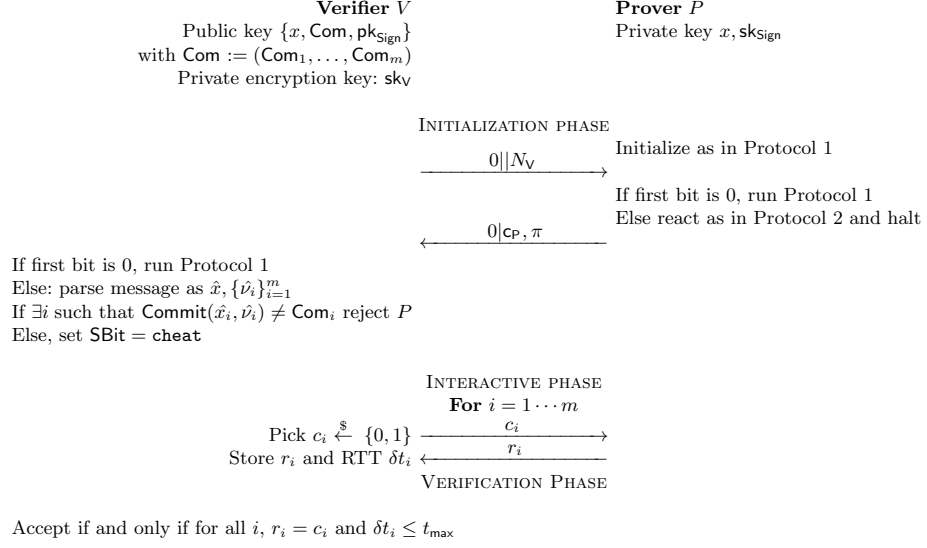 Verifier V Prover P
Public key {x, Com, pk_Sign} Private key x, sk_Sign
with Com := (Com_1, . . . , Com_m)
Private encryption key: sk_V
Initialization phase
Initialize as in Protocol 1
0||N_V
If first bit is 0, run Protocol 1
Else react as in Protocol 2 and halt
0|c_P, π
If first bit is 0, run Protocol 1
Else: parse message as x̂, {ν̂_i}_{i=1}^m
If ∃i such that Commit(x̂_i, ν̂_i) ≠ Com_i reject P
Else, set SBit = cheat
Interactive phase
For i = 1 · · · m
Pick c_i ←$ {0, 1} c_i
Store r_i and RTT δt_i r_i
Verification Phase
Accept if and only if for all i, r_i = c_i and δt_i ≤ t_max